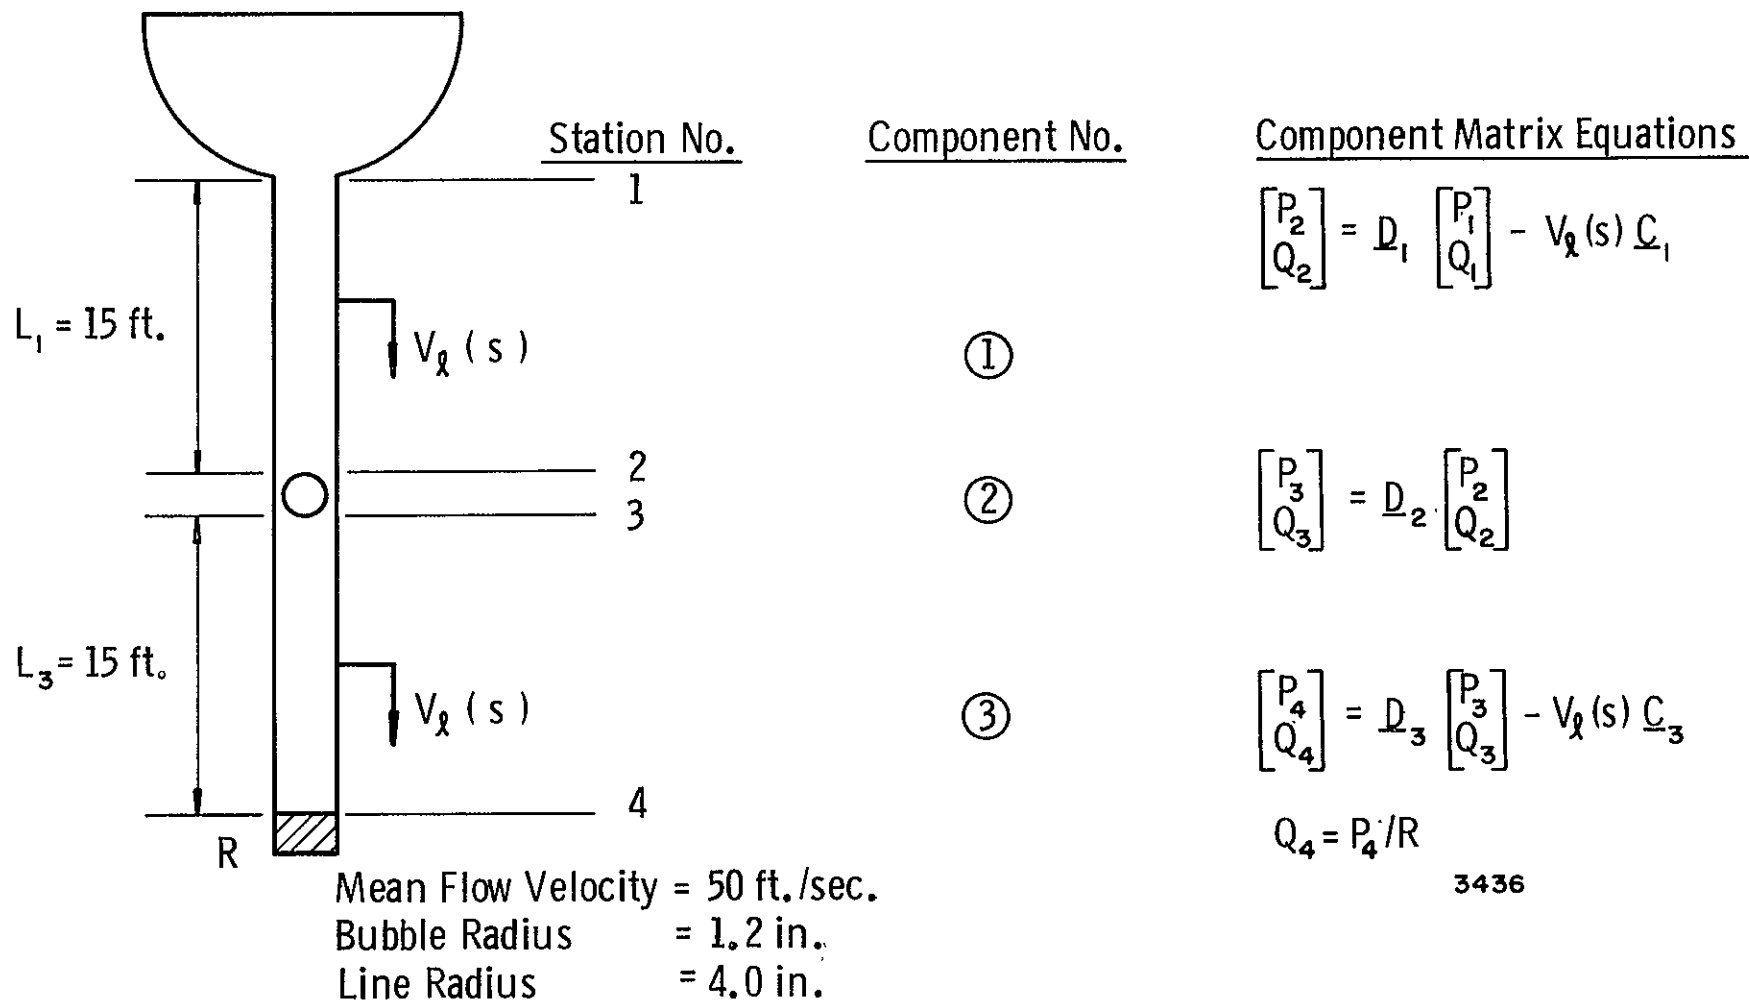 Station No. Component No. Component Matrix Equations
1
[P₂ Q₂] = D₁ [P₁ Q₁] - Vℓ(s) C₁
L₁ = 15 ft.
Vℓ ( s )
①
2
3
②
[P₃ Q₃] = D₂ [P₂ Q₂]
L₃ = 15 ft.
Vℓ ( s )
③
[P₄ Q₄] = D₃ [P₃ Q₃] - Vℓ(s) C₃
4
R
Q₄ = P₄/R
Mean Flow Velocity = 50 ft./sec.
3436
Bubble Radius = 1.2 in.
Line Radius = 4.0 in.